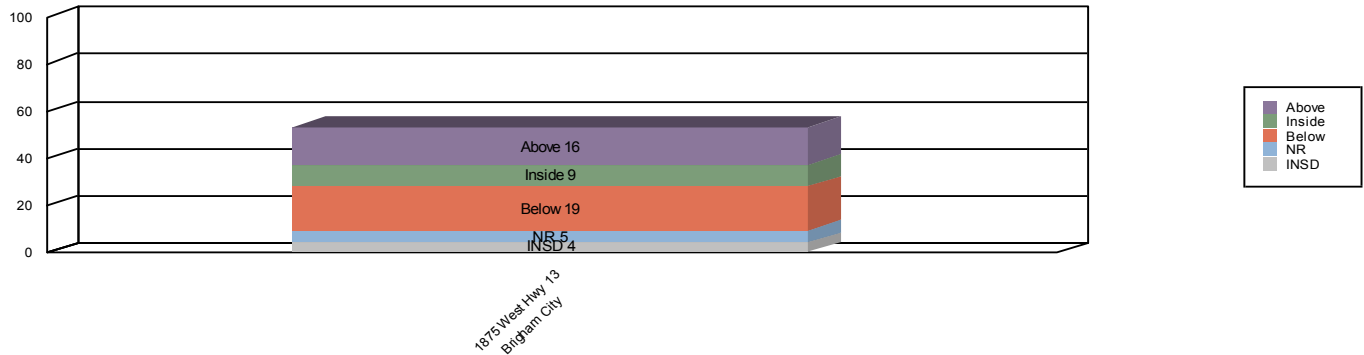 100
80
60
40
20
0
Above 16
Inside 9
Below 19
NR 5
INSD 4
1875 West Hwy 13
Brigham City
Above
Inside
Below
NR
INSD